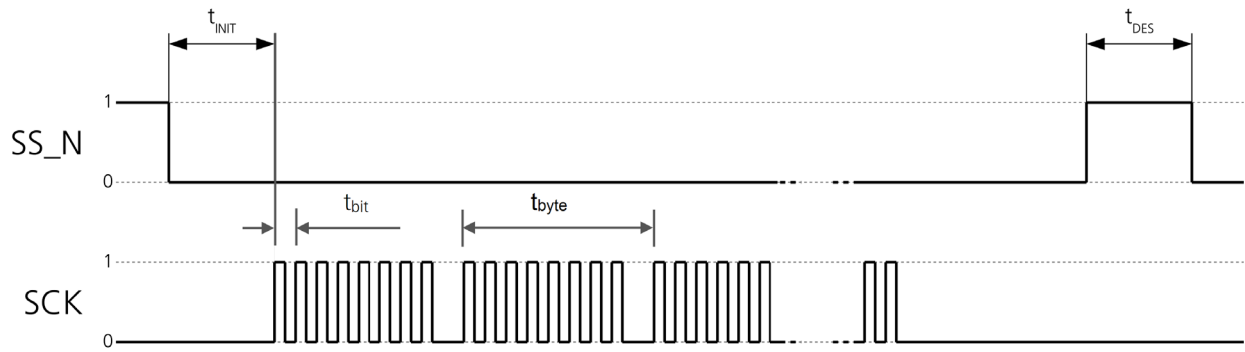 tINIT
tDES
1
SS_N
0
tbit
tbyte
1
SCK
0